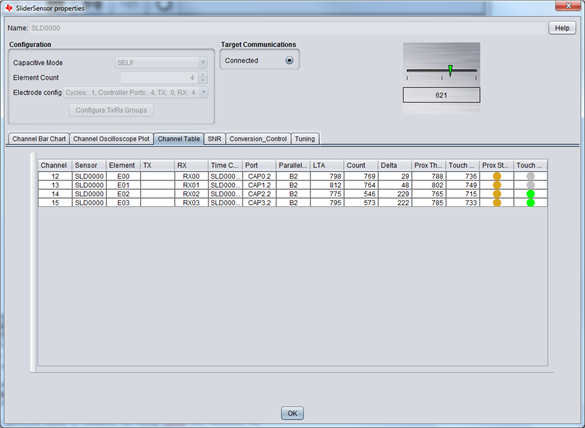 SliderSensor properties
Name: SLD0000
Help
Configuration
Target Communications
Capacitive Mode SELF
Connected
Element Count 4
Electrode config Cycles: 1, Controller Ports: 4, TX: 0, RX: 4
621
Configure Tx/Rx Groups
Channel Bar Chart Channel Oscilloscope Plot Channel Table SNR Conversion_Control Tuning
Channel Sensor Element TX RX Time C... Port Parallel... LTA Count Delta Prox Th... Touch ... Prox St... Touch ...
12 SLD0000 E00 RX00 SLD000... CAP0.2 B2 798 769 29 788 736
13 SLD0000 E01 RX01 SLD000... CAP1.2 B2 812 764 48 802 749
14 SLD0000 E02 RX02 SLD000... CAP2.2 B2 775 546 229 765 715
15 SLD0000 E03 RX03 SLD000... CAP3.2 B2 795 573 222 785 733
OK